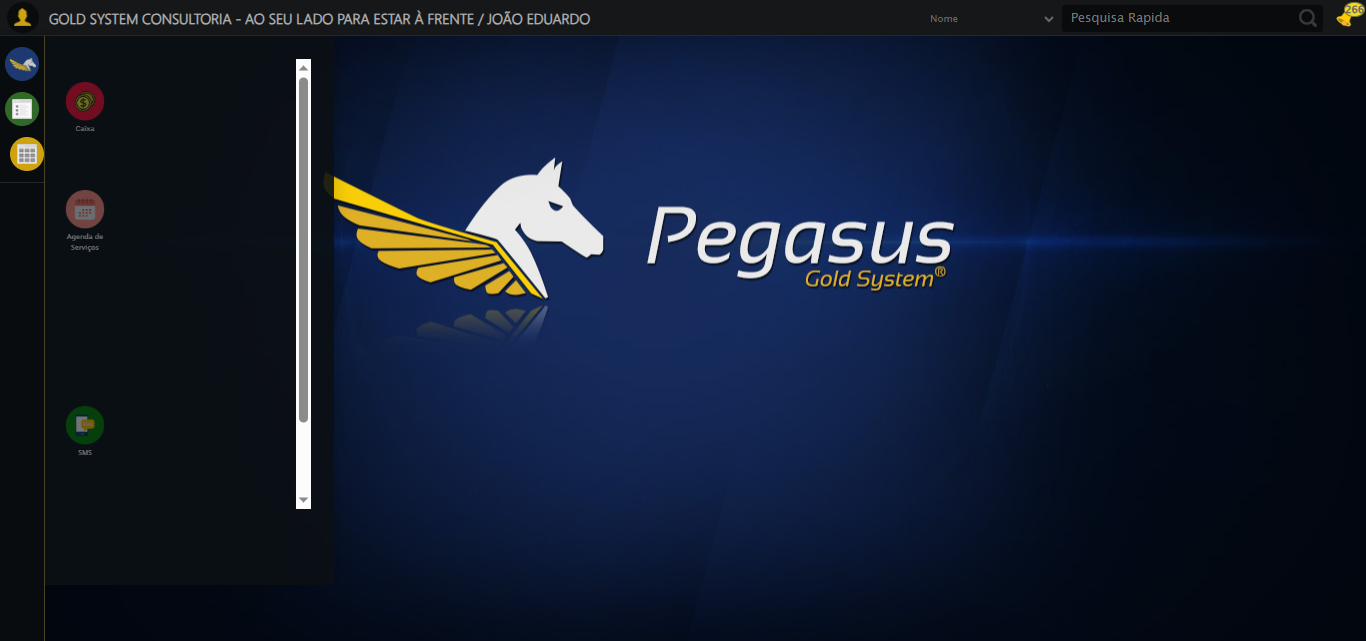 GOLD SYSTEM CONSULTORIA - AO SEU LADO PARA ESTAR À FRENTE / JOÃO EDUARDO
Nome
Pesquisa Rapida
266
Caixa
Agenda de
Serviços
SMS
Pegasus
Gold System®